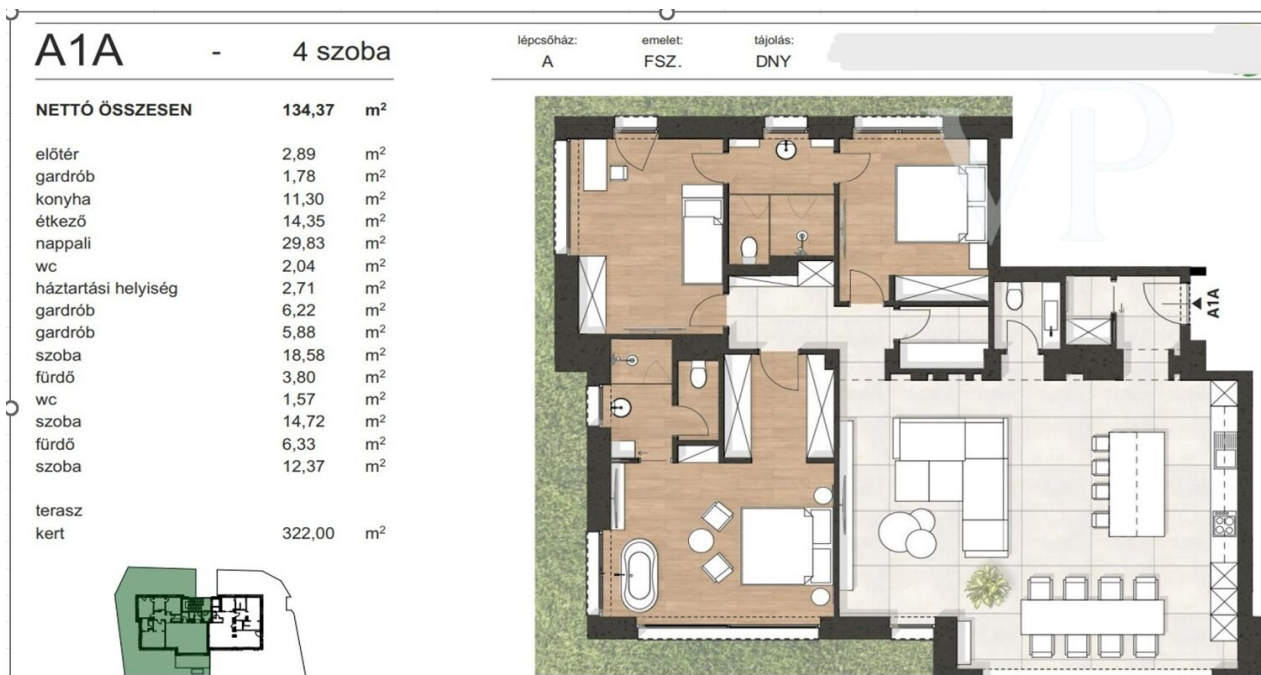 A1A - 4 szoba
lépcsőház: emelet: tájolás:
A FSZ. DNY
NETTÓ ÖSSZESEN 134,37 m²
előtér 2,89 m²
gardrób 1,78 m²
konyha 11,30 m²
étkező 14,35 m²
nappali 29,83 m²
wc 2,04 m²
háztartási helyiség 2,71 m²
gardrób 6,22 m²
gardrób 5,88 m²
szoba 18,58 m²
fürdő 3,80 m²
wc 1,57 m²
szoba 14,72 m²
fürdő 6,33 m²
szoba 12,37 m²
terasz
kert 322,00 m²
VP
A1A